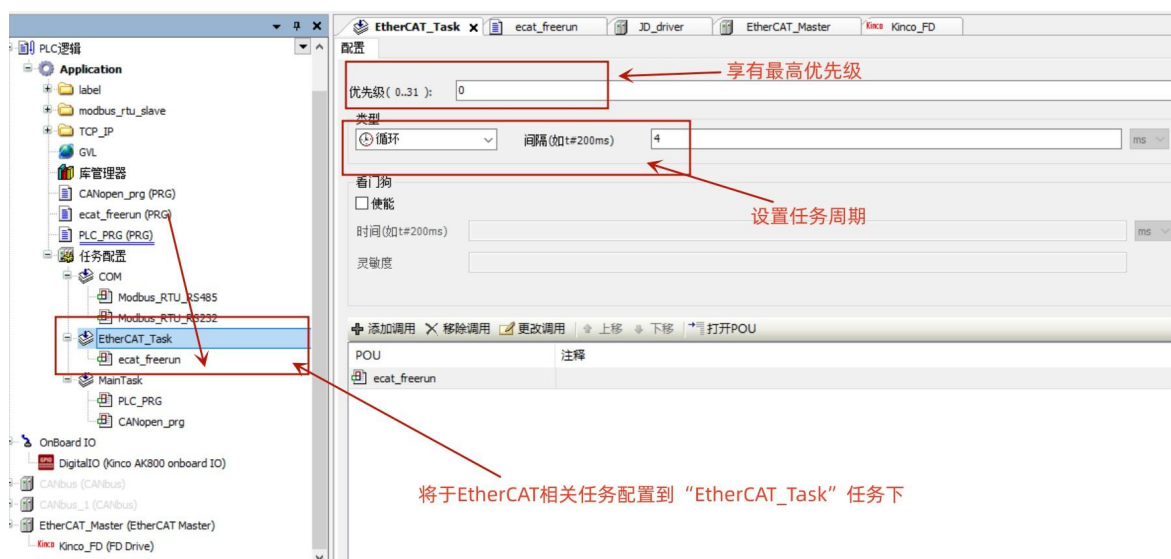 EtherCAT_Task
ecat_freerun
JD_driver
EtherCAT_Master
Kinco Kinco_FD
PLC逻辑
Application
label
modbus_rtu_slave
TCP_IP
GVL
库管理器
CANopen_prg (PRG)
ecat_freerun (PRG)
PLC_PRG (PRG)
任务配置
COM
Modbus_RTU_RS485
Modbus_RTU_RS232
EtherCAT_Task
ecat_freerun
MainTask
PLC_PRG
CANopen_prg
OnBoard IO
DigitalIO (Kinco AK800 onboard IO)
CANbus (CANbus)
CANbus_1 (CANbus)
EtherCAT_Master (EtherCAT Master)
Kinco Kinco_FD (FD Drive)
配置
享有最高优先级
优先级( 0..31 ): 0
类型
循环 间隔(如t#200ms) 4 ms
看门狗
使能
设置任务周期
时间(如t#200ms) ms
灵敏度
添加调用 移除调用 更改调用 上移 下移 打开POU
POU 注释
ecat_freerun
将于EtherCAT相关任务配置到“EtherCAT_Task”任务下